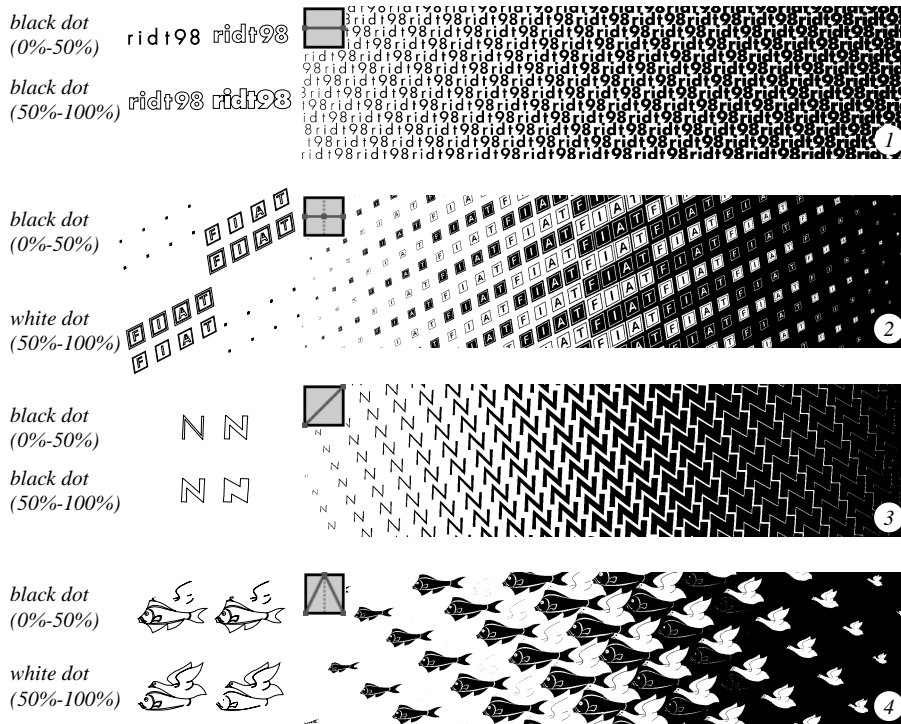 black dot
(0%-50%)
ridt98 ridt98
black dot
(50%-100%)
ridt98 ridt98
1
black dot
(0%-50%)
FIAT
FIAT
white dot
(50%-100%)
FIAT
FIAT
2
black dot
(0%-50%)
N N
black dot
(50%-100%)
N N
3
black dot
(0%-50%)
white dot
(50%-100%)
4